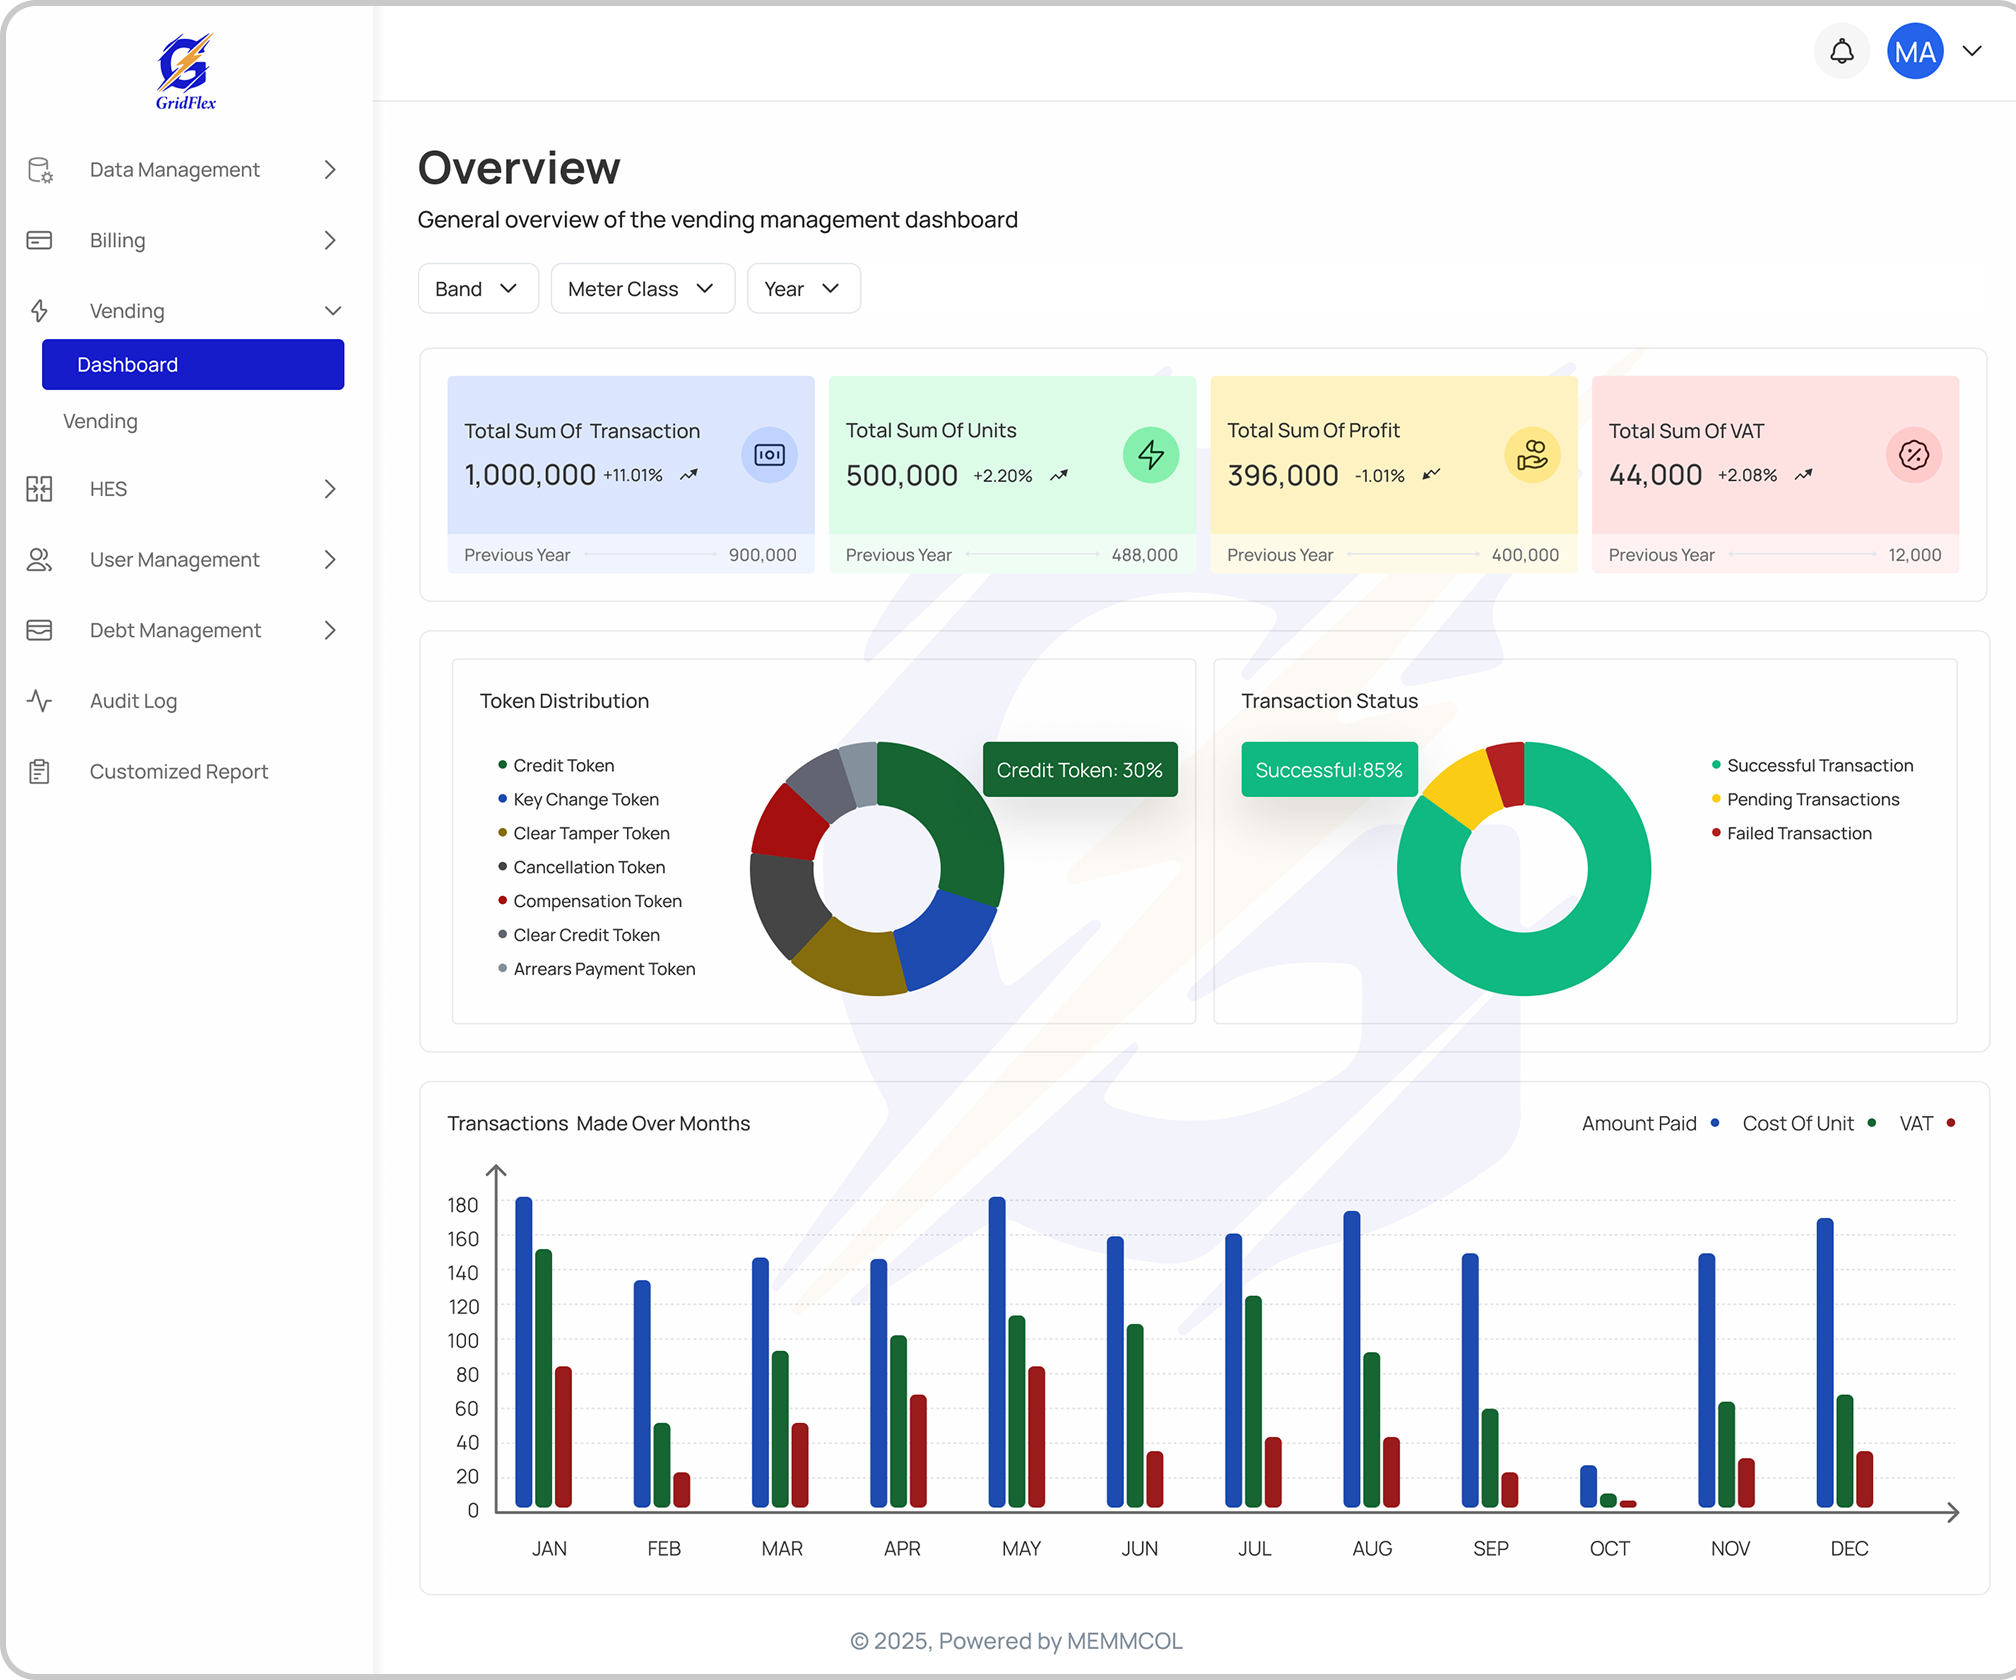 GridFlex
MA
Data Management
Billing
Vending
Dashboard
Vending
HES
User Management
Debt Management
Audit Log
Customized Report
Overview
General overview of the vending management dashboard
Band
Meter Class
Year
Total Sum Of Transaction
1,000,000 +11.01%
Previous Year 900,000
Total Sum Of Units
500,000 +2.20%
Previous Year 488,000
Total Sum Of Profit
396,000 -1.01%
Previous Year 400,000
Total Sum Of VAT
44,000 +2.08%
Previous Year 12,000
Token Distribution
Credit Token
Key Change Token
Clear Tamper Token
Cancellation Token
Compensation Token
Clear Credit Token
Arrears Payment Token
Credit Token: 30%
Transaction Status
Successful:85%
Successful Transaction
Pending Transactions
Failed Transaction
Transactions Made Over Months
Amount Paid Cost Of Unit VAT
180
160
140
120
100
80
60
40
20
0
JAN FEB MAR APR MAY JUN JUL AUG SEP OCT NOV DEC
© 2025, Powered by MEMMCOL